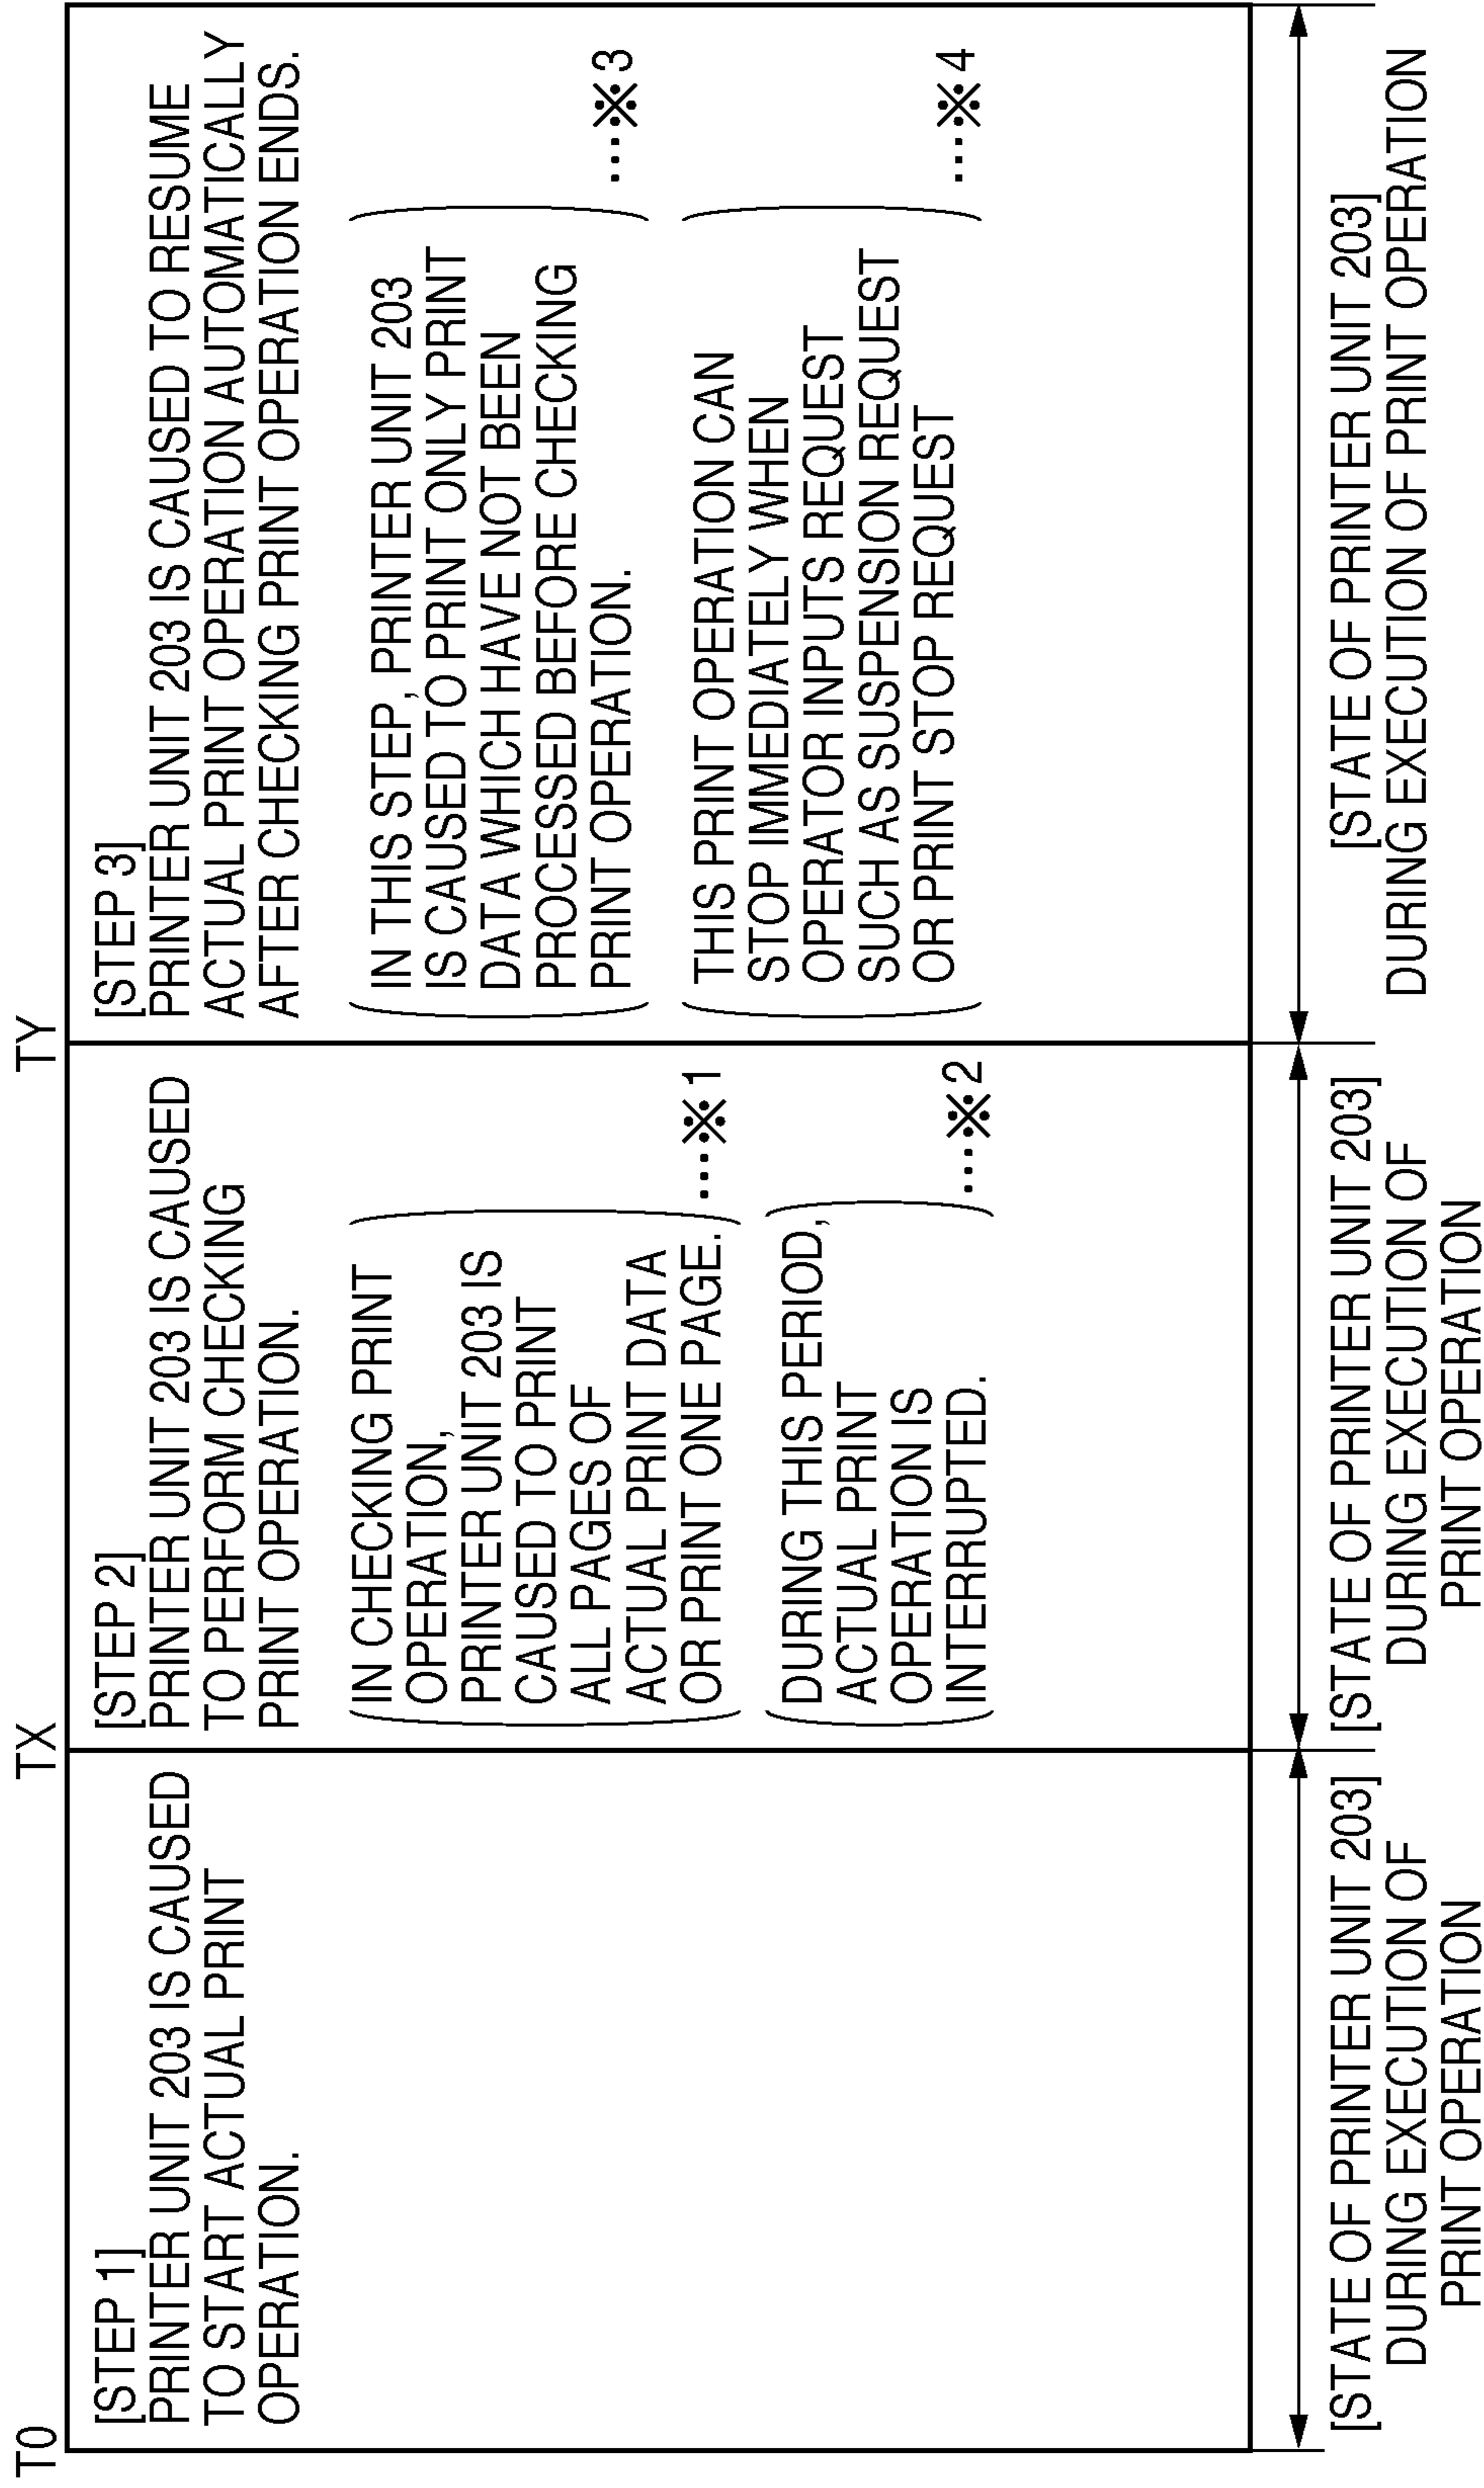 T0
TX
TY
[STEP 1]
PRINTER UNIT 203 IS CAUSED
TO START ACTUAL PRINT
OPERATION.
[STEP 2]
PRINTER UNIT 203 IS CAUSED
TO PERFORM CHECKING
PRINT OPERATION.
IN CHECKING PRINT
OPERATION,
PRINTER UNIT 203 IS
CAUSED TO PRINT
ALL PAGES OF
ACTUAL PRINT DATA
OR PRINT ONE PAGE.
...※1
DURING THIS PERIOD,
ACTUAL PRINT
OPERATION IS
INTERRUPTED.
...※2
[STEP 3]
PRINTER UNIT 203 IS CAUSED TO RESUME
ACTUAL PRINT OPERATION AUTOMATICALLY
AFTER CHECKING PRINT OPERATION ENDS.
IN THIS STEP, PRINTER UNIT 203
IS CAUSED TO PRINT ONLY PRINT
DATA WHICH HAVE NOT BEEN
PROCESSED BEFORE CHECKING
PRINT OPERATION.
...※3
THIS PRINT OPERATION CAN
STOP IMMEDIATELY WHEN
OPERATOR INPUTS REQUEST
SUCH AS SUSPENSION REQUEST
OR PRINT STOP REQUEST
...※4
[STATE OF PRINTER UNIT 203]
DURING EXECUTION OF
PRINT OPERATION
[STATE OF PRINTER UNIT 203]
DURING EXECUTION OF
PRINT OPERATION
[STATE OF PRINTER UNIT 203]
DURING EXECUTION OF PRINT OPERATION